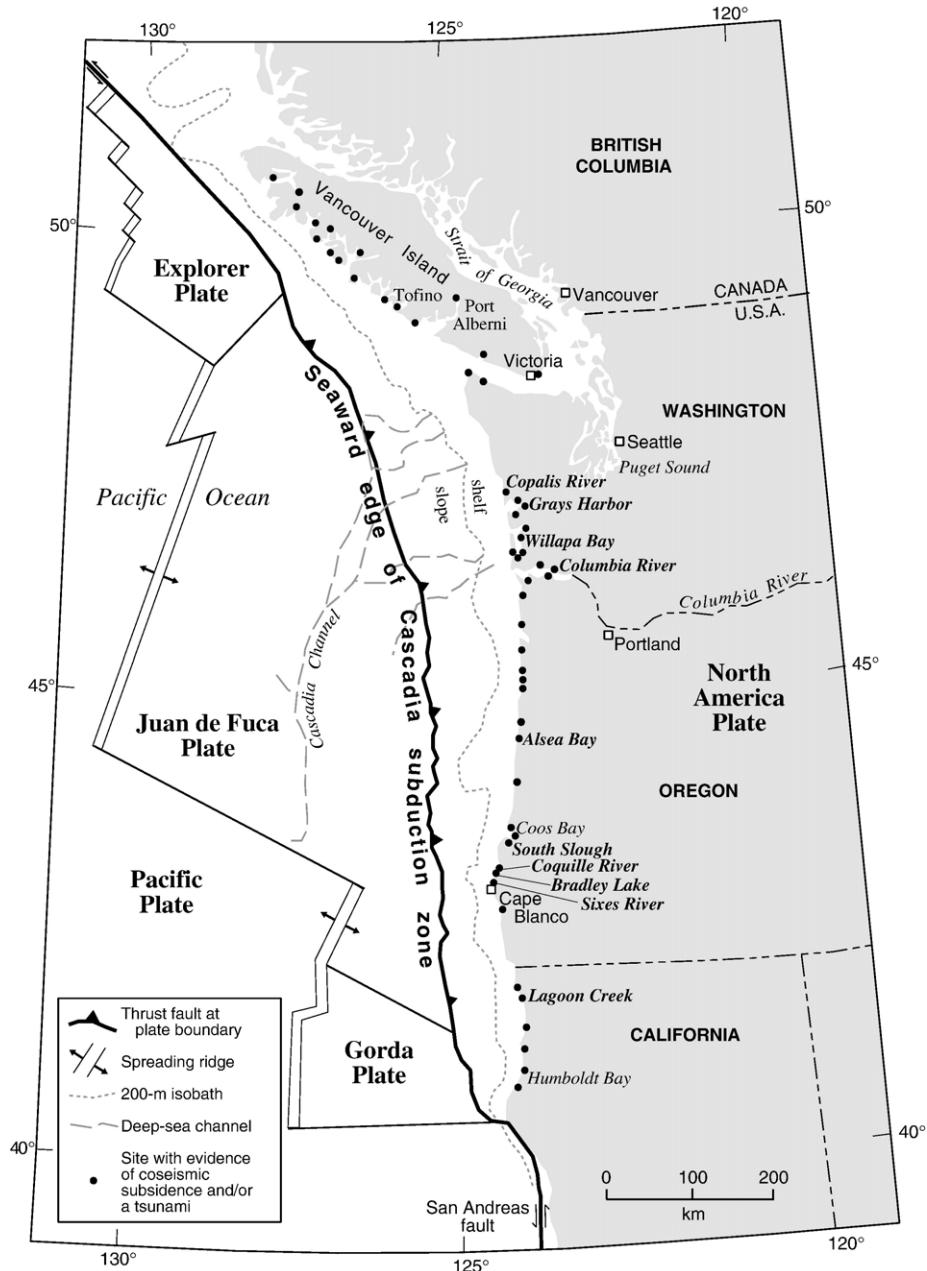 130°
125°
120°
BRITISH
COLUMBIA
50°
50°
Vancouver Island
Strait of Georgia
Explorer
Plate
Tofino
Port
Alberni
Vancouver
CANADA
U.S.A.
Victoria
Seaward edge of Cascadia subduction zone
WASHINGTON
Seattle
Puget Sound
Pacific Ocean
slope
shelf
Copalis River
Grays Harbor
Willapa Bay
Columbia River
Columbia River
Portland
Cascadia Channel
45°
45°
North
America
Plate
Juan de Fuca
Plate
Alsea Bay
OREGON
Coos Bay
South Slough
Coquille River
Bradley Lake
Sixes River
Cape
Blanco
Pacific
Plate
Lagoon Creek
CALIFORNIA
Gorda
Plate
Humboldt Bay
Thrust fault at
plate boundary
Spreading ridge
200-m isobath
Deep-sea channel
Site with evidence
of coseismic
subsidence and/or
a tsunami
40°
40°
0 100 200
km
San Andreas
fault
130°
125°
120°